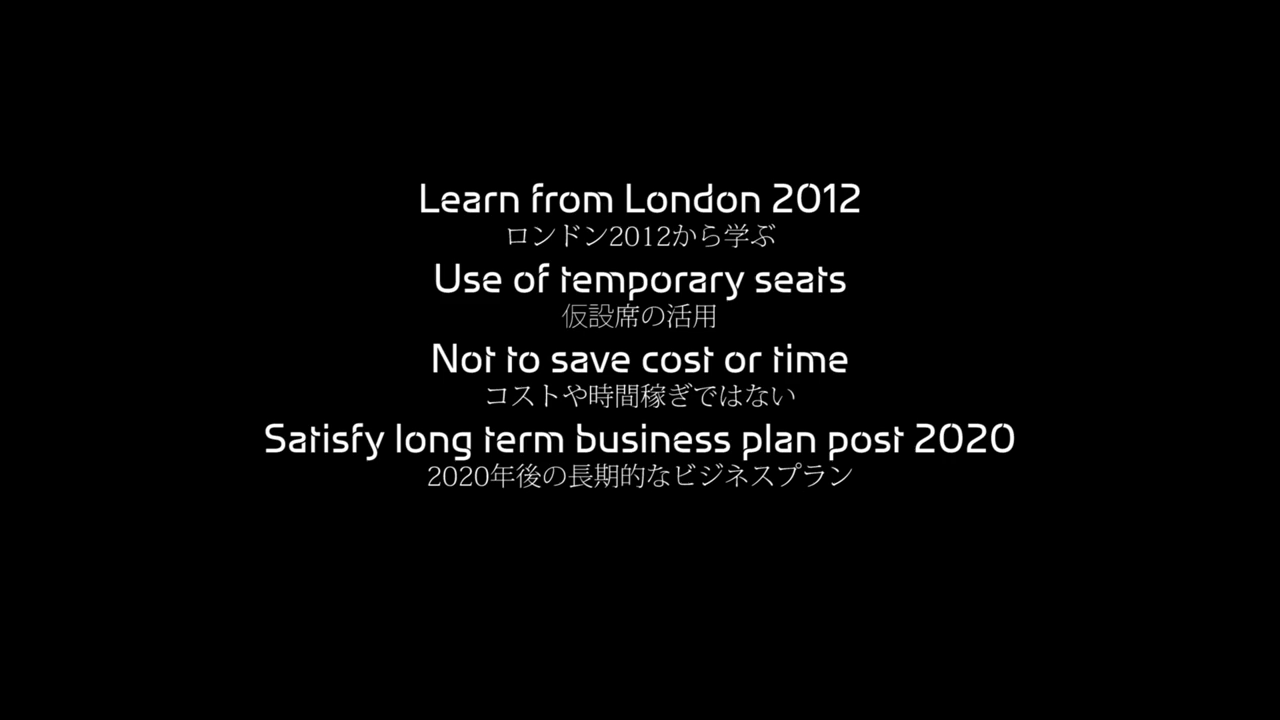 Learn from London 2012
ロンドン2012から学ぶ
Use of temporary seats
仮設席の活用
Not to save cost or time
コストや時間稼ぎではない
Satisfy long term business plan post 2020
2020年後の長期的なビジネスプラン